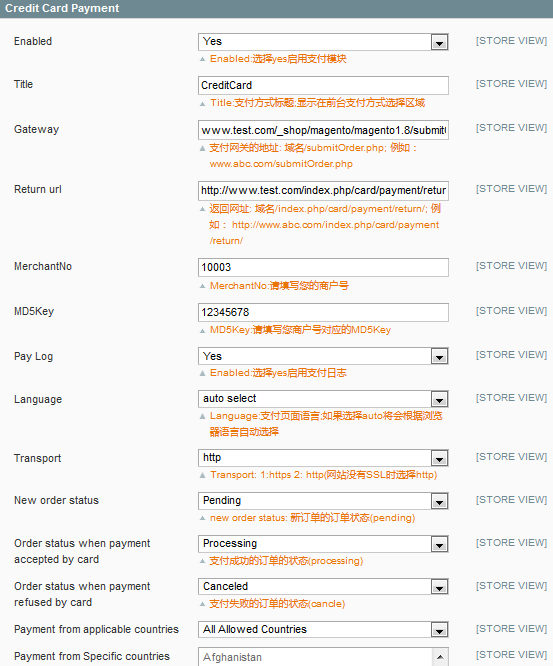 Credit Card Payment
Enabled
Yes
[STORE VIEW]
Enabled:选择yes启用支付模块
Title
CreditCard
[STORE VIEW]
Title:支付方式标题;显示在前台支付方式选择区域
Gateway
www.test.com/_shop/magento/magento1.8/submit
[STORE VIEW]
支付网关的地址: 域名/submitOrder.php; 例如 :
www.abc.com/submitOrder.php
Return url
http://www.test.com/index.php/card/payment/retur
[STORE VIEW]
返回网址: 域名/index.php/card/payment/return/; 例
如 : http://www.abc.com/index.php/card/payment
/return/
MerchantNo
10003
[STORE VIEW]
MerchantNo:请填写您的商户号
MD5Key
12345678
[STORE VIEW]
MD5Key:请填写您商户号对应的MD5Key
Pay Log
Yes
[STORE VIEW]
Enabled:选择yes启用支付日志
Language
auto select
[STORE VIEW]
Language:支付页面语言,如果选择auto将会根据浏览
器语言自动选择
Transport
http
[STORE VIEW]
Transport: 1:https 2: http(网站没有SSL时选择http)
New order status
Pending
[STORE VIEW]
new order status: 新订单的订单状态(pending)
Order status when payment
accepted by card
Processing
[STORE VIEW]
支付成功的订单的状态(processing)
Order status when payment
refused by card
Canceled
[STORE VIEW]
支付失败的订单的状态(cancle)
Payment from applicable countries
All Allowed Countries
[STORE VIEW]
Payment from Specific countries
Afghanistan
[STORE VIEW]